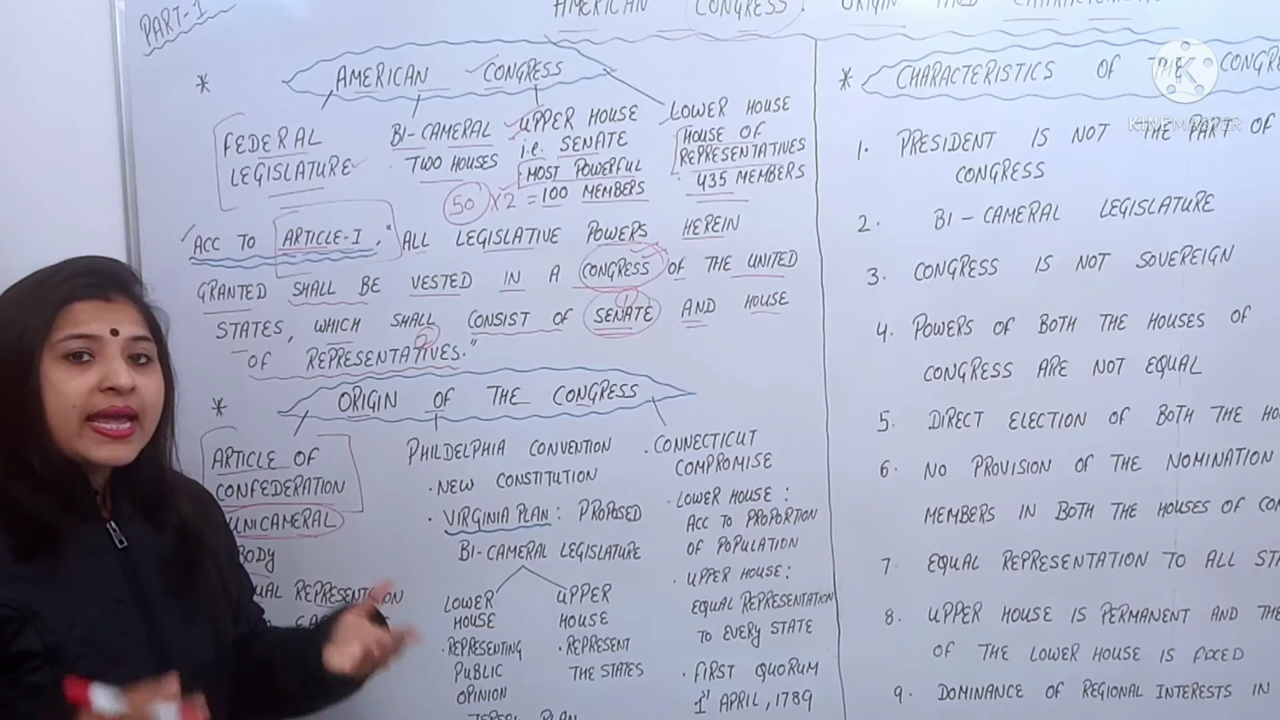 PART-1
AMERICAN CONGRESS: ORIGIN AND CHARACTERISTICS
* AMERICAN CONGRESS
FEDERAL
LEGISLATURE
BI-CAMERAL
TWO HOUSES
UPPER HOUSE
i.e. SENATE
MOST POWERFUL
50 X 2 = 100 MEMBERS
LOWER HOUSE
HOUSE OF
REPRESENTATIVES
435 MEMBERS
ACC TO ARTICLE-I, "ALL LEGISLATIVE POWERS HEREIN
GRANTED SHALL BE VESTED IN A CONGRESS OF THE UNITED
STATES, WHICH SHALL CONSIST OF SENATE AND HOUSE
OF REPRESENTATIVES."
1
2
* ORIGIN OF THE CONGRESS
ARTICLE OF
CONFEDERATION
UNICAMERAL
BODY
REPRESENTATION
PHILDELPHIA CONVENTION
· NEW CONSTITUTION
· VIRGINIA PLAN: PROPOSED
BI-CAMERAL LEGISLATURE
LOWER
HOUSE
· REPRESENTING
PUBLIC
OPINION
UPPER
HOUSE
· REPRESENT
THE STATES
PLAN
· CONNECTICUT
COMPROMISE
· LOWER HOUSE:
ACC TO PROPORTION
OF POPULATION
· UPPER HOUSE:
EQUAL REPRESENTATION
TO EVERY STATE
· FIRST QUORUM
1st APRIL, 1789
* CHARACTERISTICS OF THE CONGRE
1. PRESIDENT IS NOT THE PART OF
CONGRESS
2. BI-CAMERAL LEGISLATURE
3. CONGRESS IS NOT SOVEREIGN
4. POWERS OF BOTH THE HOUSES OF
CONGRESS ARE NOT EQUAL
5. DIRECT ELECTION OF BOTH THE HO
6. NO PROVISION OF THE NOMINATION
MEMBERS IN BOTH THE HOUSES OF CO
7 EQUAL REPRESENTATION TO ALL STA
8. UPPER HOUSE IS PERMANENT AND THE
OF THE LOWER HOUSE IS FIXED
9. DOMINANCE OF REGIONAL INTERESTS IN
K
KINEMASTER